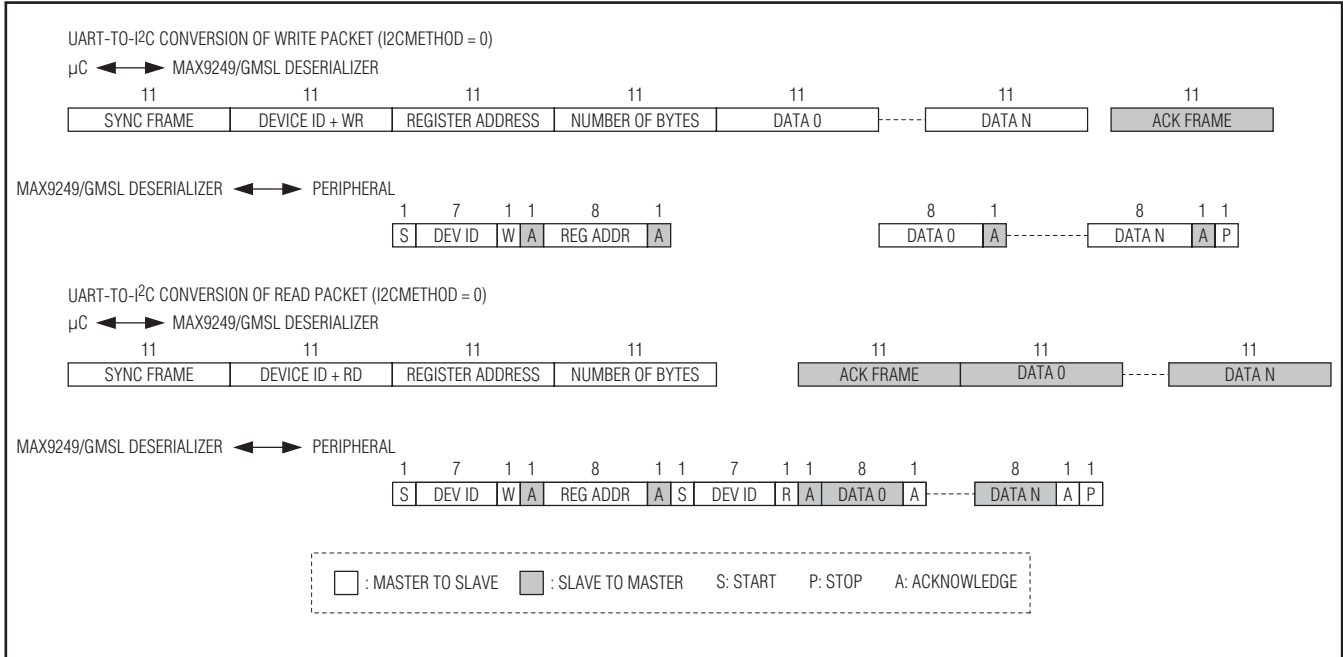 UART-TO-I2C CONVERSION OF WRITE PACKET (I2CMETHOD = 0)
µC MAX9249/GMSL DESERIALIZER
11 11 11 11 11 11 11
SYNC FRAME DEVICE ID + WR REGISTER ADDRESS NUMBER OF BYTES DATA 0 DATA N ACK FRAME
MAX9249/GMSL DESERIALIZER PERIPHERAL
1 7 1 1 8 1 8 1 8 1 1
S DEV ID W A REG ADDR A DATA 0 A DATA N A P
UART-TO-I2C CONVERSION OF READ PACKET (I2CMETHOD = 0)
µC MAX9249/GMSL DESERIALIZER
11 11 11 11 11 11 11
SYNC FRAME DEVICE ID + RD REGISTER ADDRESS NUMBER OF BYTES ACK FRAME DATA 0 DATA N
MAX9249/GMSL DESERIALIZER PERIPHERAL
1 7 1 1 8 1 1 7 1 1 8 1 8 1 1
S DEV ID W A REG ADDR A S DEV ID R A DATA 0 A DATA N A P
: MASTER TO SLAVE : SLAVE TO MASTER S: START P: STOP A: ACKNOWLEDGE